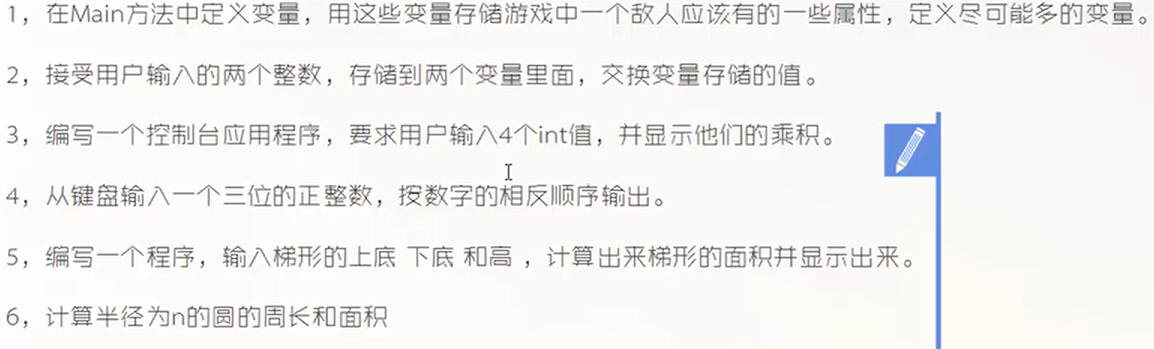 1，在Main方法中定义变量，用这些变量存储游戏中一个敌人应该有的一些属性，定义尽可能多的变量。
2，接受用户输入的两个整数，存储到两个变量里面，交换变量存储的值。
3，编写一个控制台应用程序，要求用户输入4个int值，并显示他们的乘积。
4，从键盘输入一个三位的正整数，按数字的相反顺序输出。
5，编写一个程序，输入梯形的上底 下底 和高 ，计算出来梯形的面积并显示出来。
6，计算半径为n的圆的周长和面积